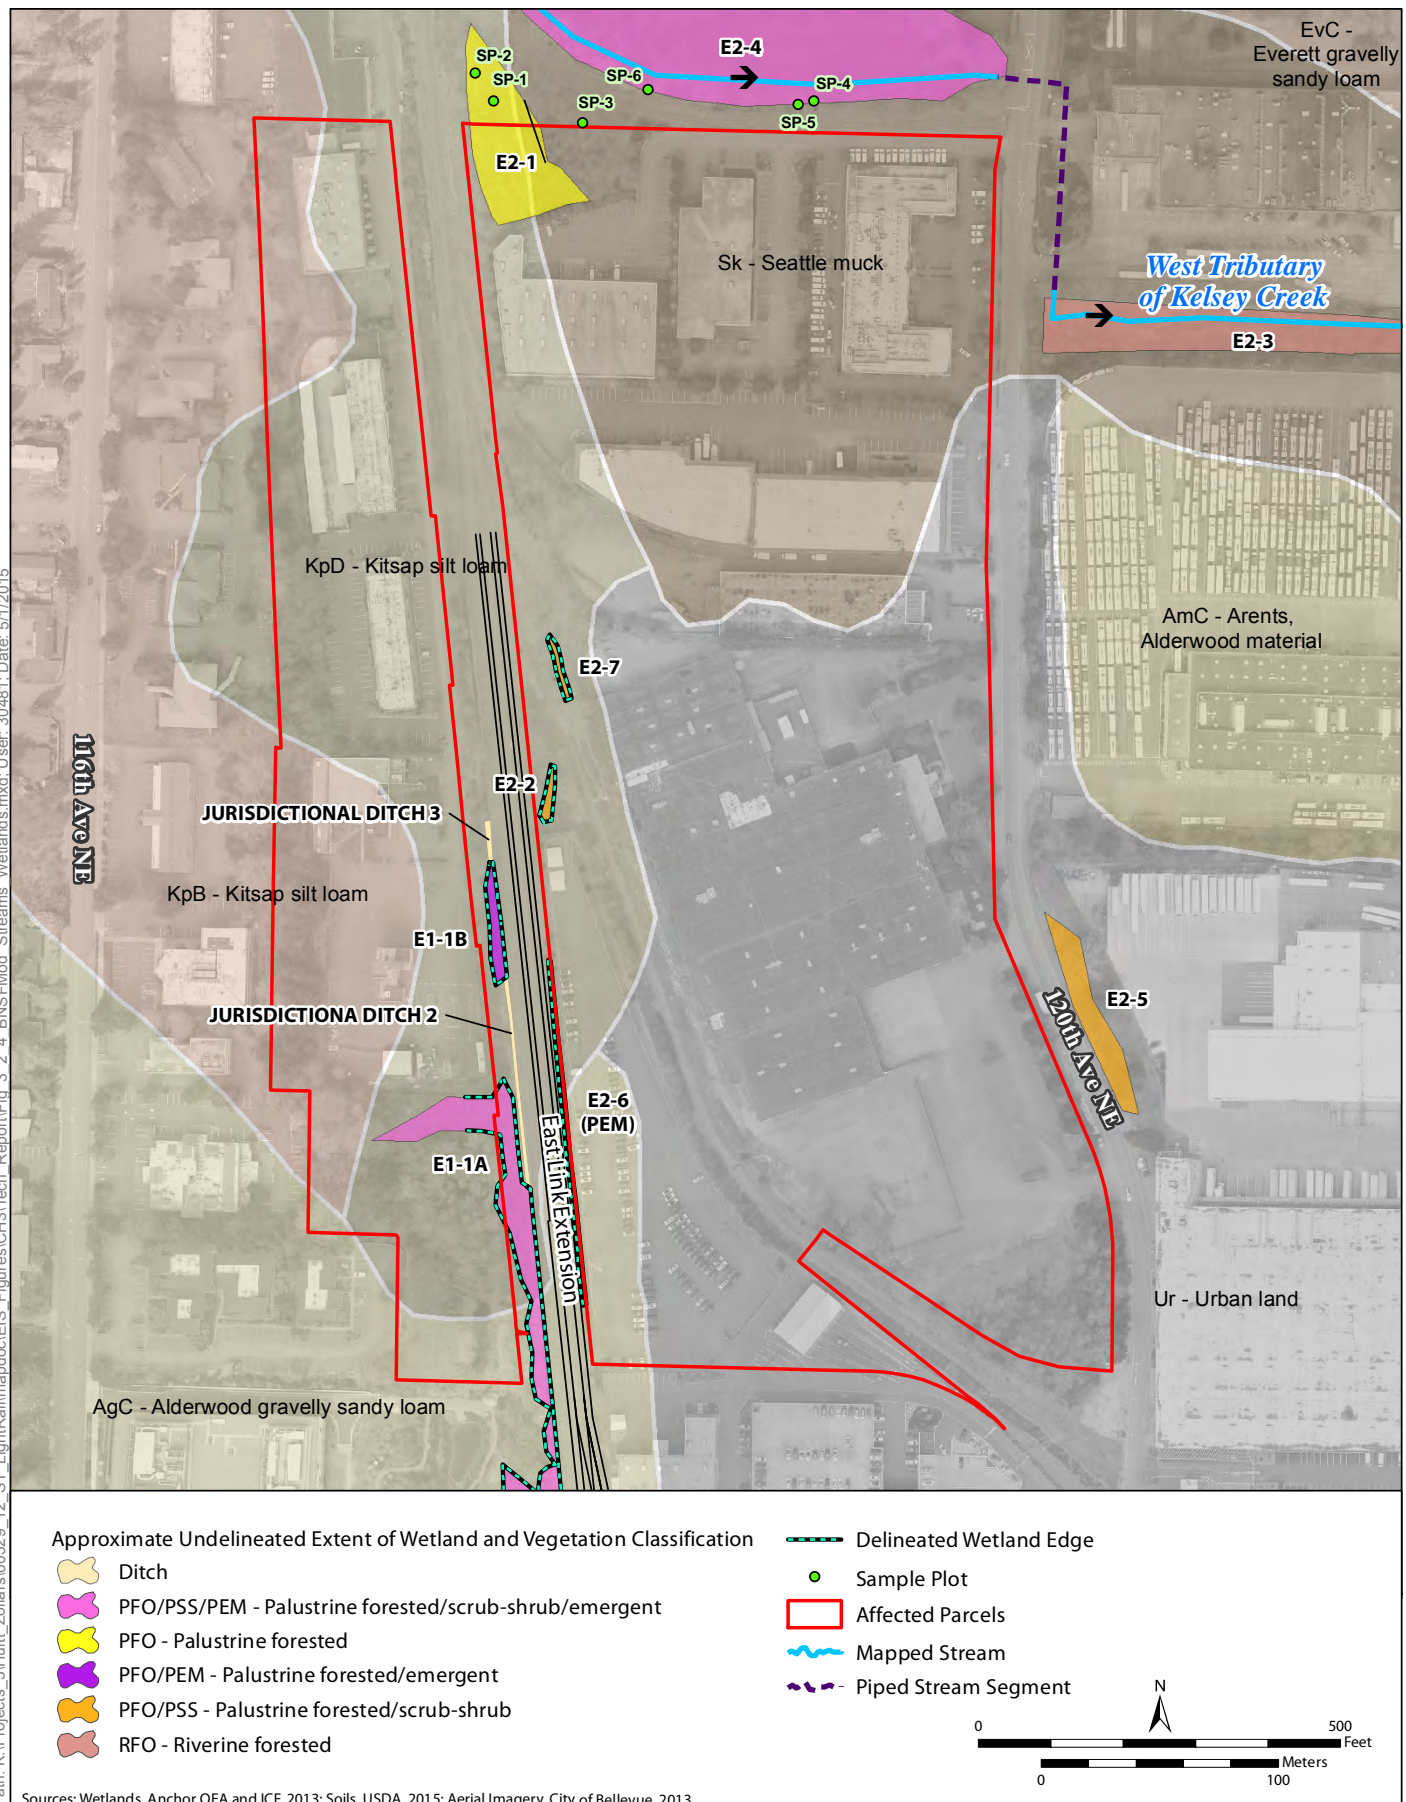 EvC -
Everett gravelly
sandy loam
E2-4
SP-2
SP-1
SP-6
SP-4
SP-3
SP-5
E2-1
Sk - Seattle muck
West Tributary
of Kelsey Creek
E2-3
KpD - Kitsap silt loam
AmC - Arents,
Alderwood material
E2-7
E2-2
116th Ave NE
JURISDICTIONAL DITCH 3
KpB - Kitsap silt loam
E1-1B
JURISDICTIONA DITCH 2
E2-5
120th Ave NE
E2-6
(PEM)
East Link Extension
E1-1A
Ur - Urban land
AgC - Alderwood gravelly sandy loam
Approximate Undelineated Extent of Wetland and Vegetation Classification
Ditch
PFO/PSS/PEM - Palustrine forested/scrub-shrub/emergent
PFO - Palustrine forested
PFO/PEM - Palustrine forested/emergent
PFO/PSS - Palustrine forested/scrub-shrub
RFO - Riverine forested
Delineated Wetland Edge
Sample Plot
Affected Parcels
Mapped Stream
Piped Stream Segment
N
0 500
Feet
Meters
0 100
Sources: Wetlands, Anchor QEA and ICF, 2013; Soils, USDA, 2015; Aerial Imagery, City of Bellevue, 2013
User: 30481; Date: 5/1/2015